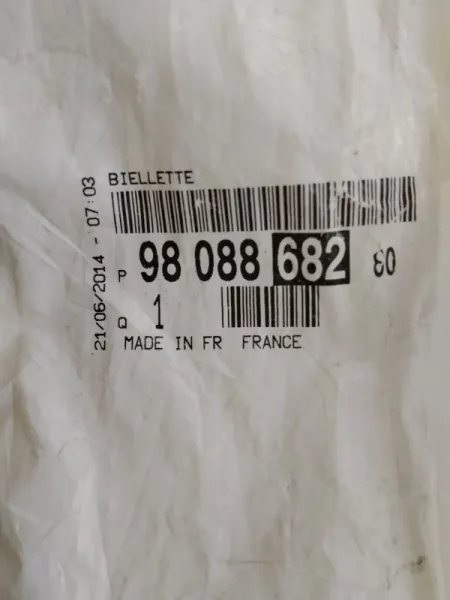 BIELLETTE
P 98 088 682 80
Q 1
MADE IN FR FRANCE
21/06/2014 - 07:03